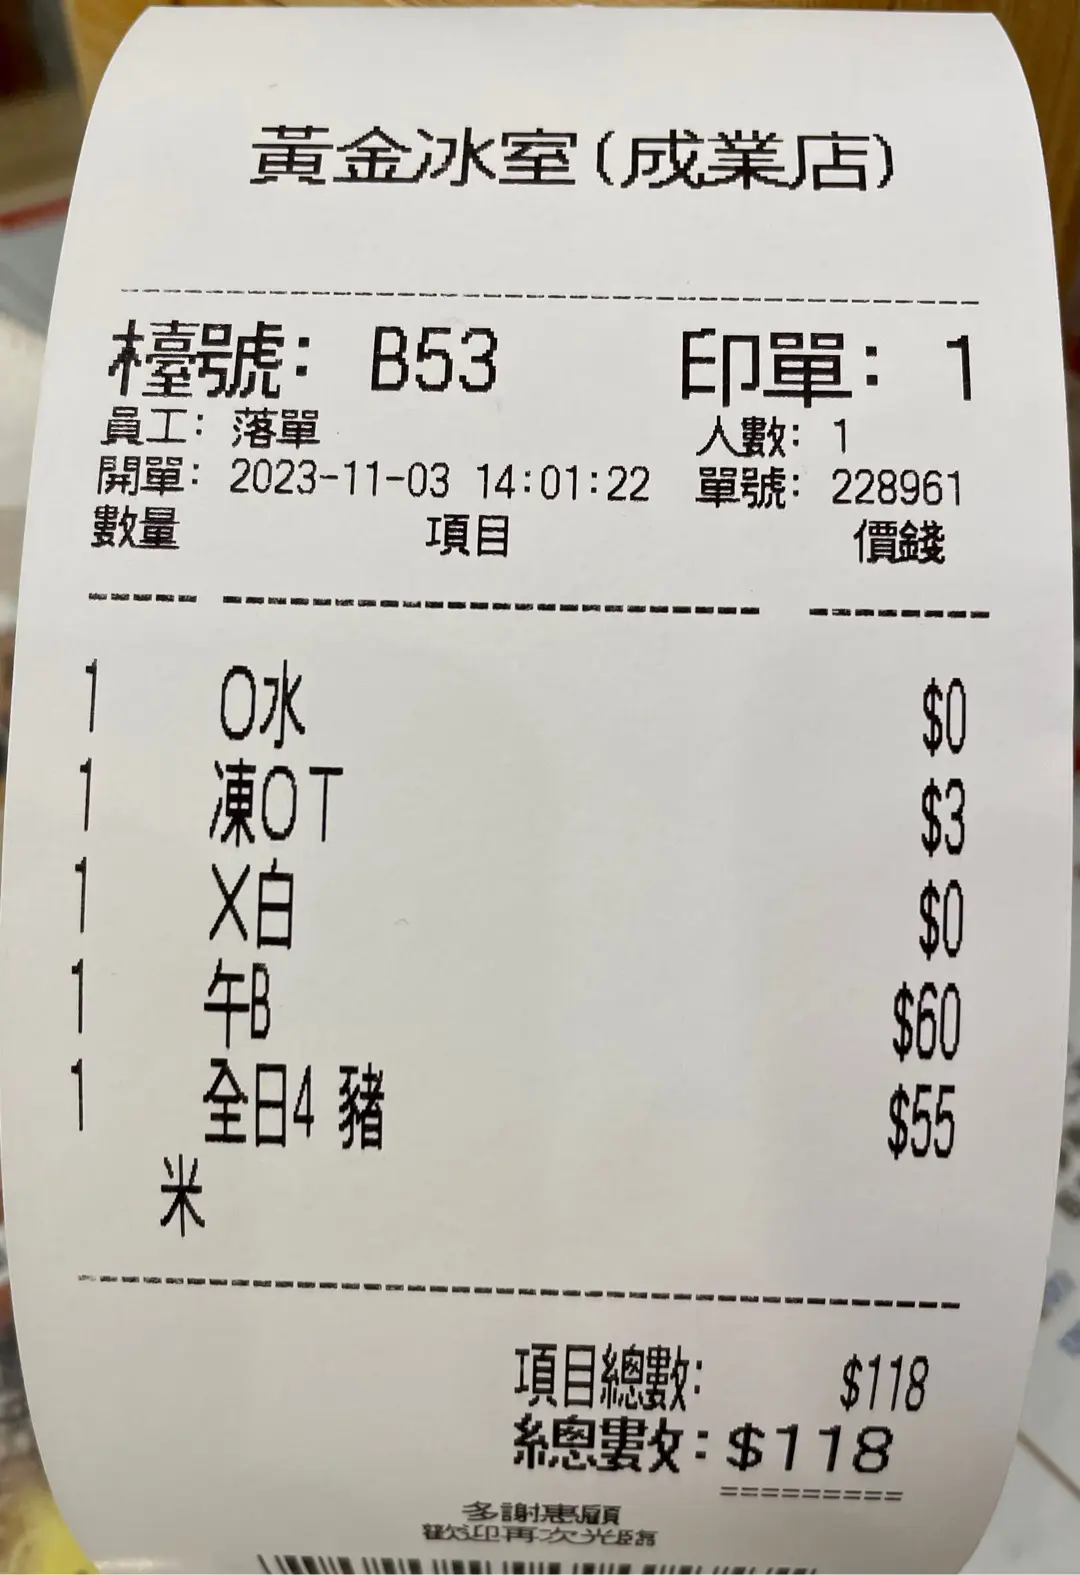 黃金冰室(成業店)
檯號: B53 印單: 1
員工: 落單 人數: 1
開單: 2023-11-03 14:01:22 單號: 228961
數量 項目 價錢
1 O水 $0
1 凍OT $3
1 X白 $0
1 午B $60
1 全日4 豬 $55
米
項目總數: $118
總數: $118
多謝惠顧
歡迎再次光臨